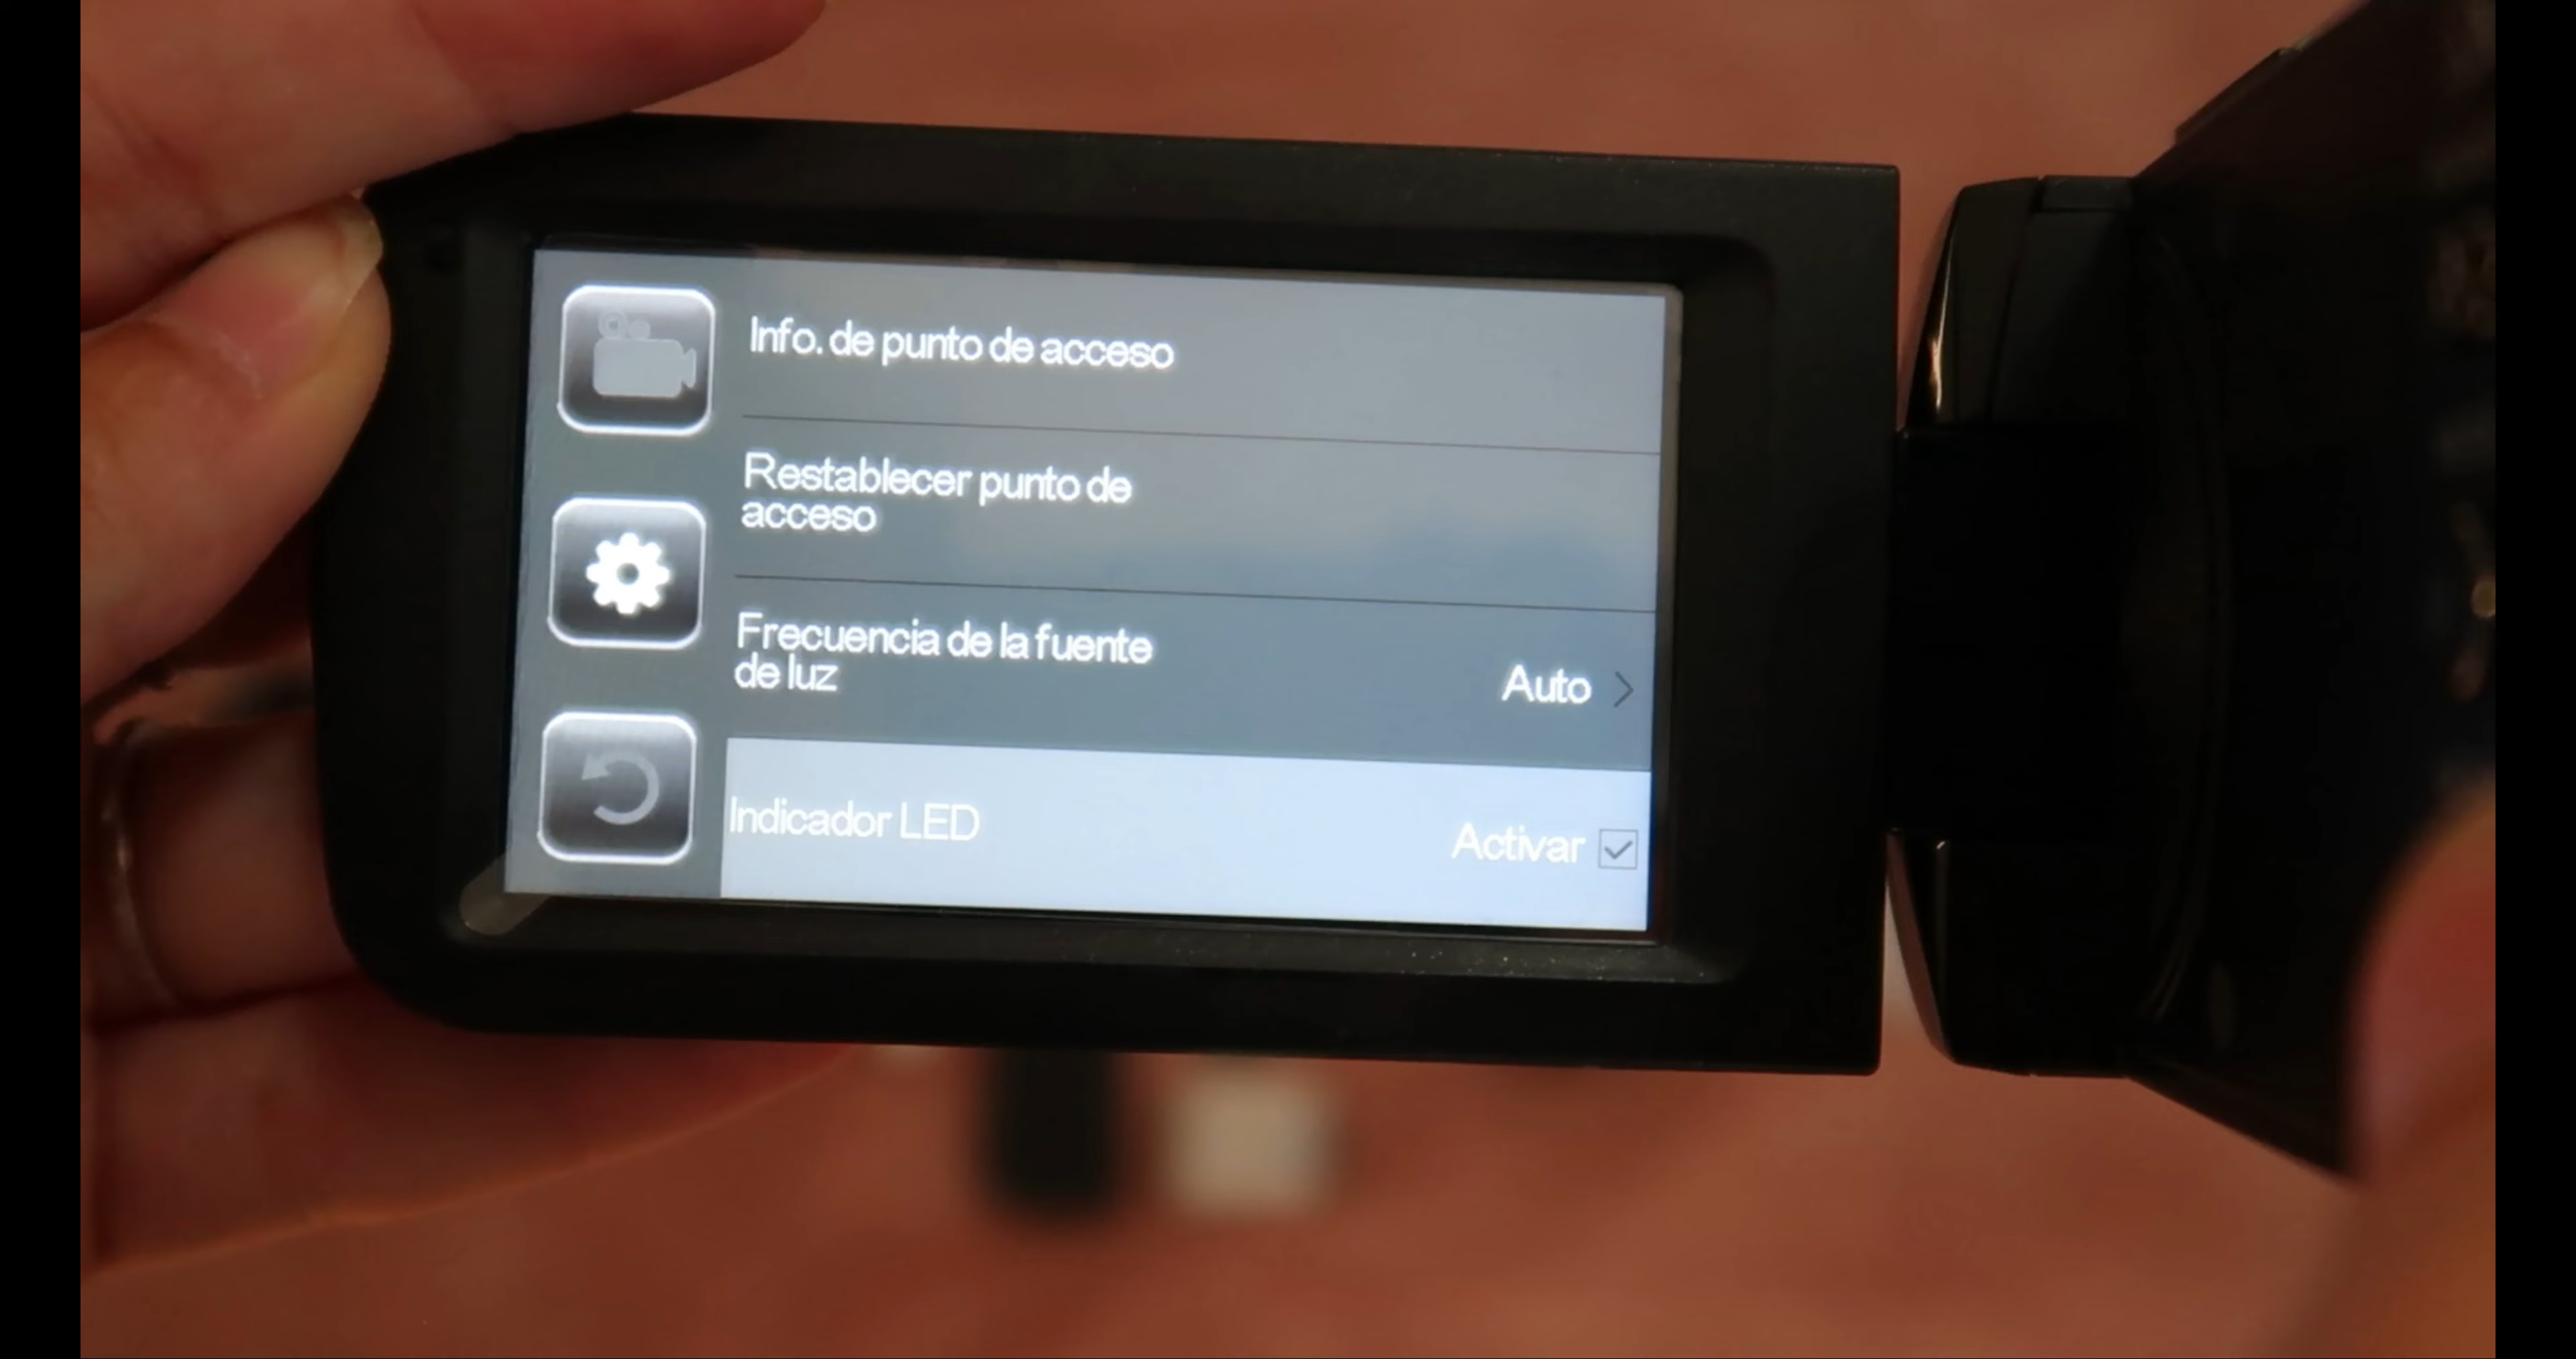 Info. de punto de acceso
Restablecer punto de
acceso
Frecuencia de la fuente
de luz
Auto
Indicador LED
Activar